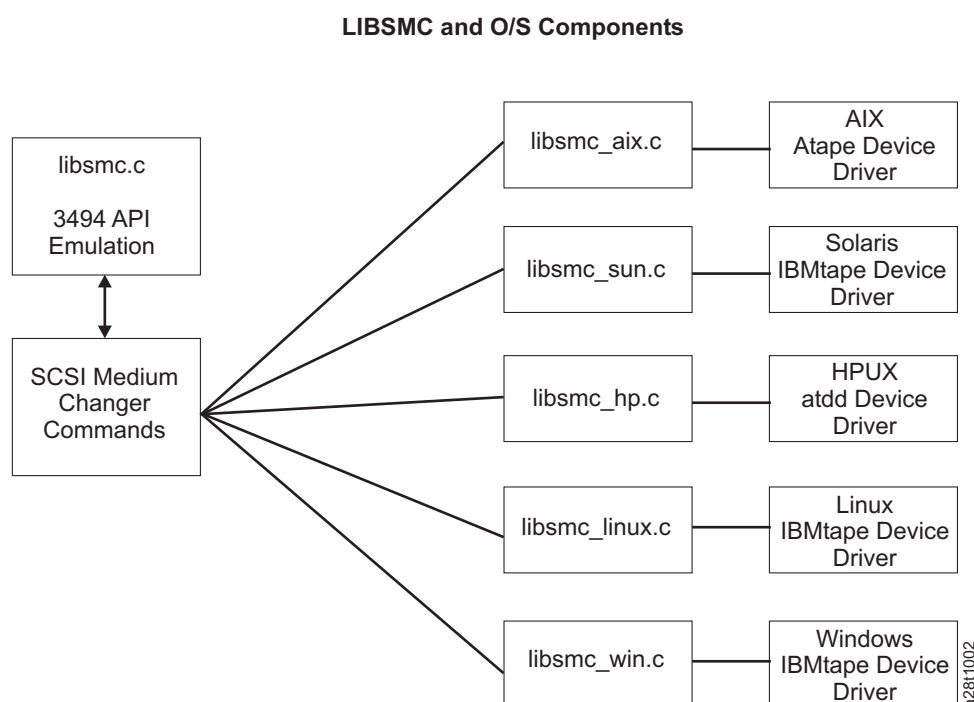 LIBSMC and O/S Components
libsmc.c
3494 API
Emulation
SCSI Medium
Changer
Commands
libsmc_aix.c
AIX
Atape Device
Driver
libsmc_sun.c
Solaris
IBMtape Device
Driver
libsmc_hp.c
HPUX
atdd Device
Driver
libsmc_linux.c
Linux
IBMtape Device
Driver
libsmc_win.c
Windows
IBMtape Device
Driver